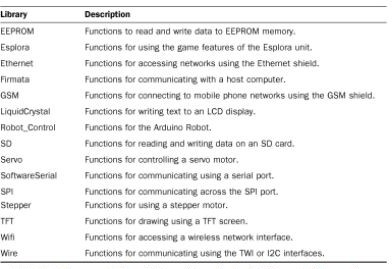 Library Description
EEPROM Functions to read and write data to EEPROM memory.
Esplora Functions for using the game features of the Esplora unit.
Ethernet Functions for accessing networks using the Ethernet shield.
Firmata Functions for communicating with a host computer.
GSM Functions for connecting to mobile phone networks using the GSM shield.
LiquidCrystal Functions for writing text to an LCD display.
Robot_Control Functions for the Arduino Robot.
SD Functions for reading and writing data on an SD card.
Servo Functions for controlling a servo motor.
SoftwareSerial Functions for communicating using a serial port.
SPI Functions for communicating across the SPI port.
Stepper Functions for using a stepper motor.
TFT Functions for drawing using a TFT screen.
Wifi Functions for accessing a wireless network interface.
Wire Functions for communicating using the TWI or I2C interfaces.